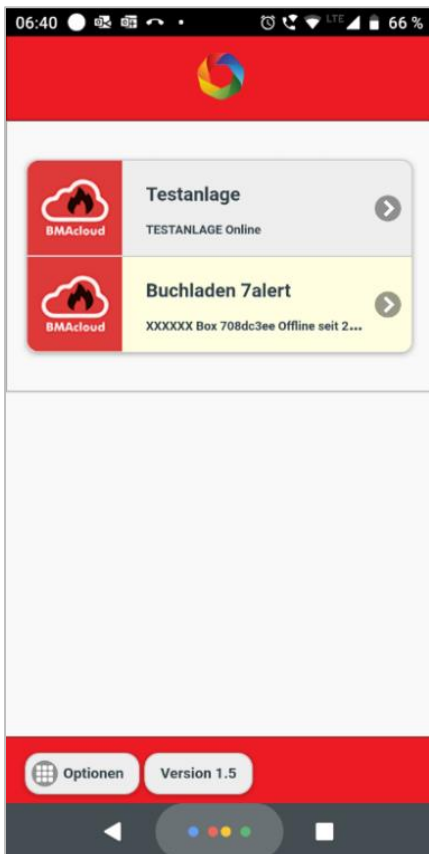 06:40 LTE 66 %
BMAcloud
Testanlage
TESTANLAGE Online
BMAcloud
Buchladen 7alert
XXXXXX Box 708dc3ee Offline seit 2...
Optionen
Version 1.5